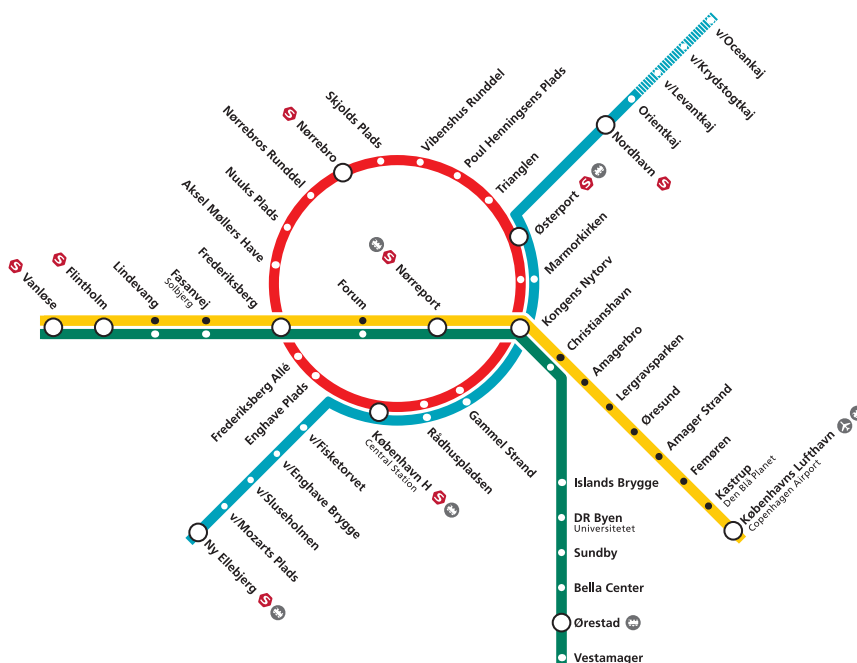 v/Oceankaj
v/Krydstogtkaj
v/Levantkaj
Orientkaj
Nordhavn S
Østerport S
Marmorkirken
Kongens Nytorv
Trianglen
Poul Henningsens Plads
Vibenshus Runddel
Skjolds Plads
S Nørrebro
Nørrebros Runddel
Nuuks Plads
Aksel Møllers Have
Frederiksberg
Fasanvej
Solbjerg
Lindevang
S Flintholm
S Vanløse
Forum
S Nørreport
Christianshavn
Amagerbro
Lergravsparken
Øresund
Amager Strand
Femøren
Kastrup
Den Blå Planet
Københavns Lufthavn
Copenhagen Airport
Frederiksberg Allé
Enghave Plads
København H S
Central Station
Rådhuspladsen
Gammel Strand
v/Fisketorvet
v/Enghave Brygge
v/Sluseholmen
v/Mozarts Plads
Ny Ellebjerg S
Islands Brygge
DR Byen
Universitetet
Sundby
Bella Center
Ørestad
Vestamager